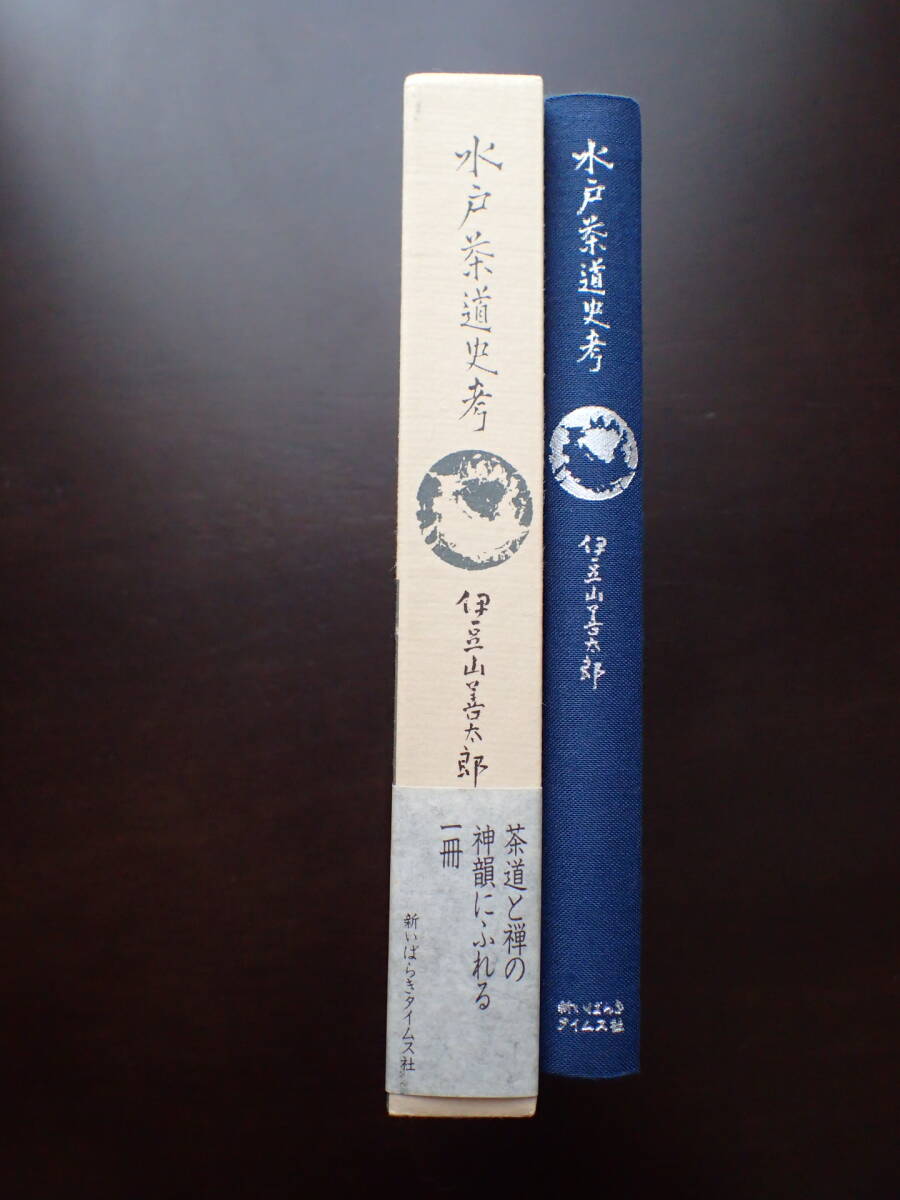 水戸茶道史考
伊豆山善太郎
茶道と禅の
神韻にふれる
一冊
新いばらきタイムス社
水戸茶道史考
伊豆山善太郎
新いばらき
タイムス社